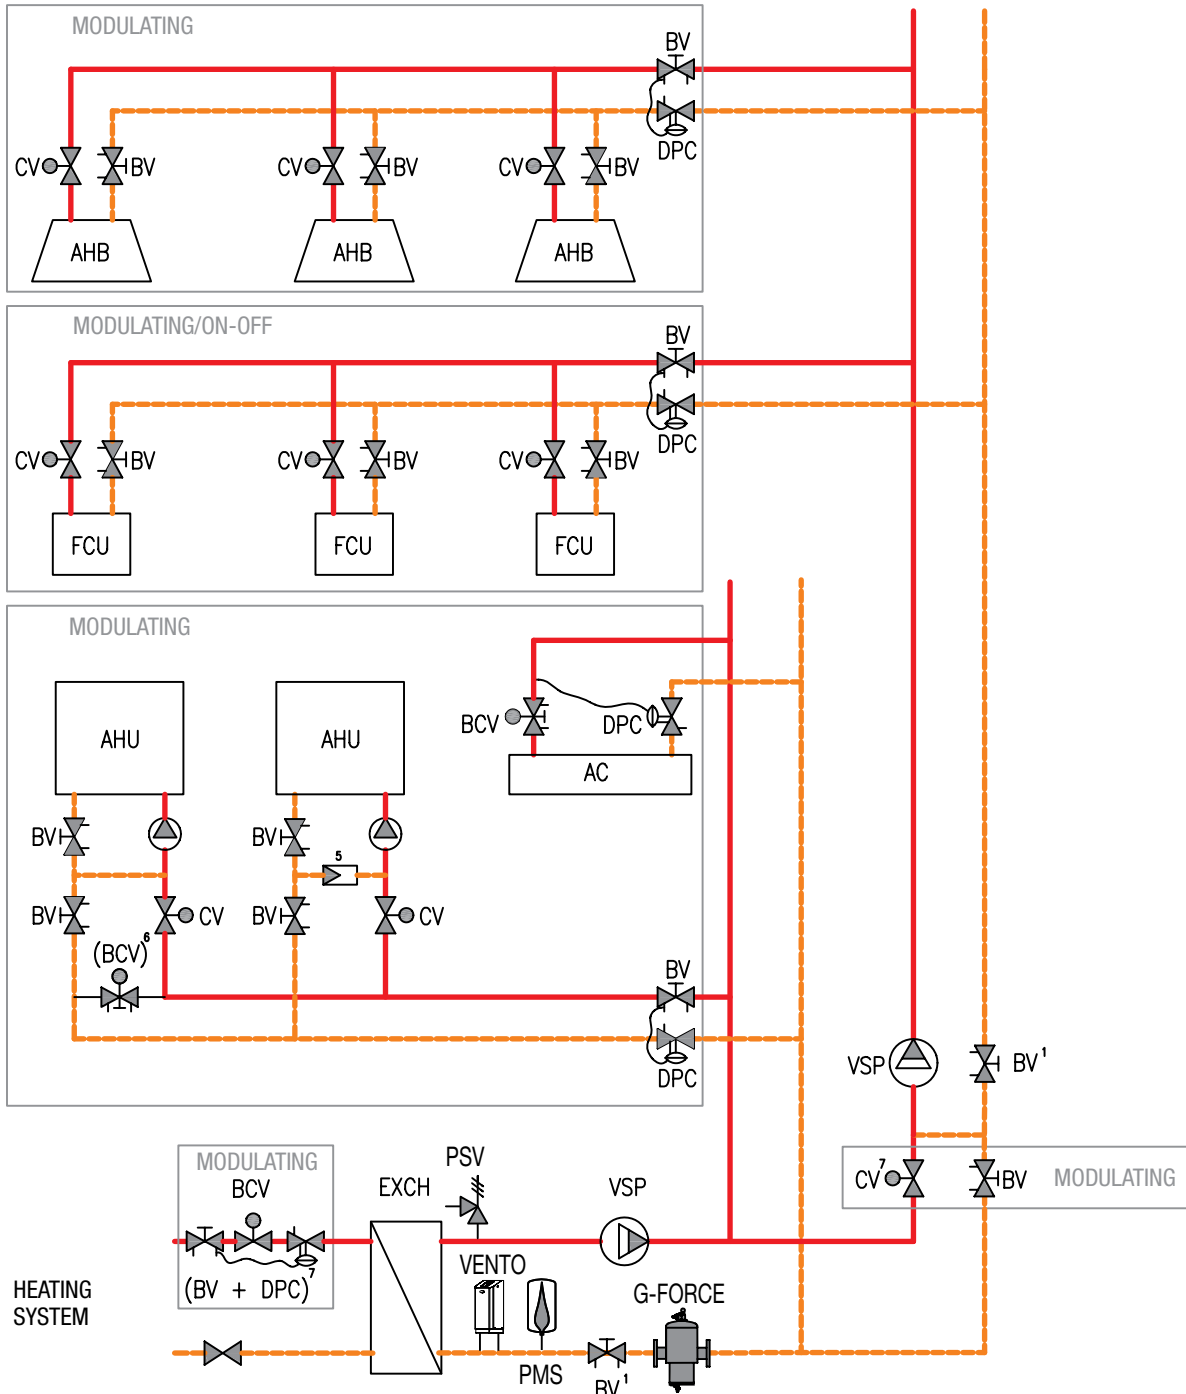 MODULATING
BV
DPC
CV BV CV BV CV BV
AHB AHB AHB
MODULATING/ON-OFF
BV
DPC
CV BV CV BV CV BV
FCU FCU FCU
MODULATING
AHU AHU
BCV DPC
AC
BV BV
5
BV CV BV CV
(BCV)⁶
BV
DPC
VSP BV¹
MODULATING
BCV
EXCH PSV VSP
CV⁷ BV MODULATING
(BV + DPC)⁷
VENTO
G-FORCE
HEATING
SYSTEM
PMS
BV¹